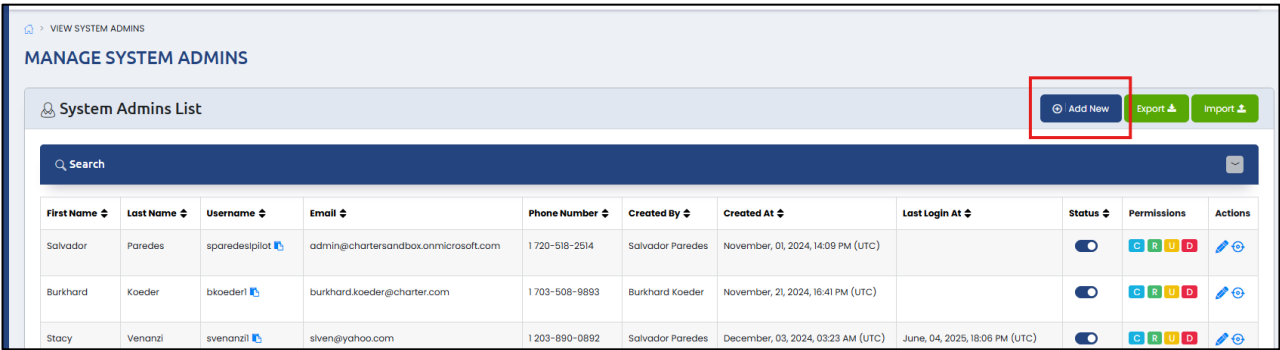 VIEW SYSTEM ADMINS
MANAGE SYSTEM ADMINS
System Admins List
Add New
Export
Import
Search
First Name Last Name Username Email Phone Number Created By Created At Last Login At Status Permissions Actions
Salvador Paredes sparedeslpilot admin@chartersandbox.onmicrosoft.com 1 720-518-2514 Salvador Paredes November, 01, 2024, 14:09 PM (UTC) C R U D
Burkhard Koeder bkoeder1 burkhard.koeder@charter.com 1 703-508-9893 Burkhard Koeder November, 21, 2024, 16:41 PM (UTC) C R U D
Stacy Venanzi svenanzi1 slven@yahoo.com 1 203-890-0892 Salvador Paredes December, 03, 2024, 03:23 AM (UTC) June, 04, 2025, 18:06 PM (UTC) C R U D